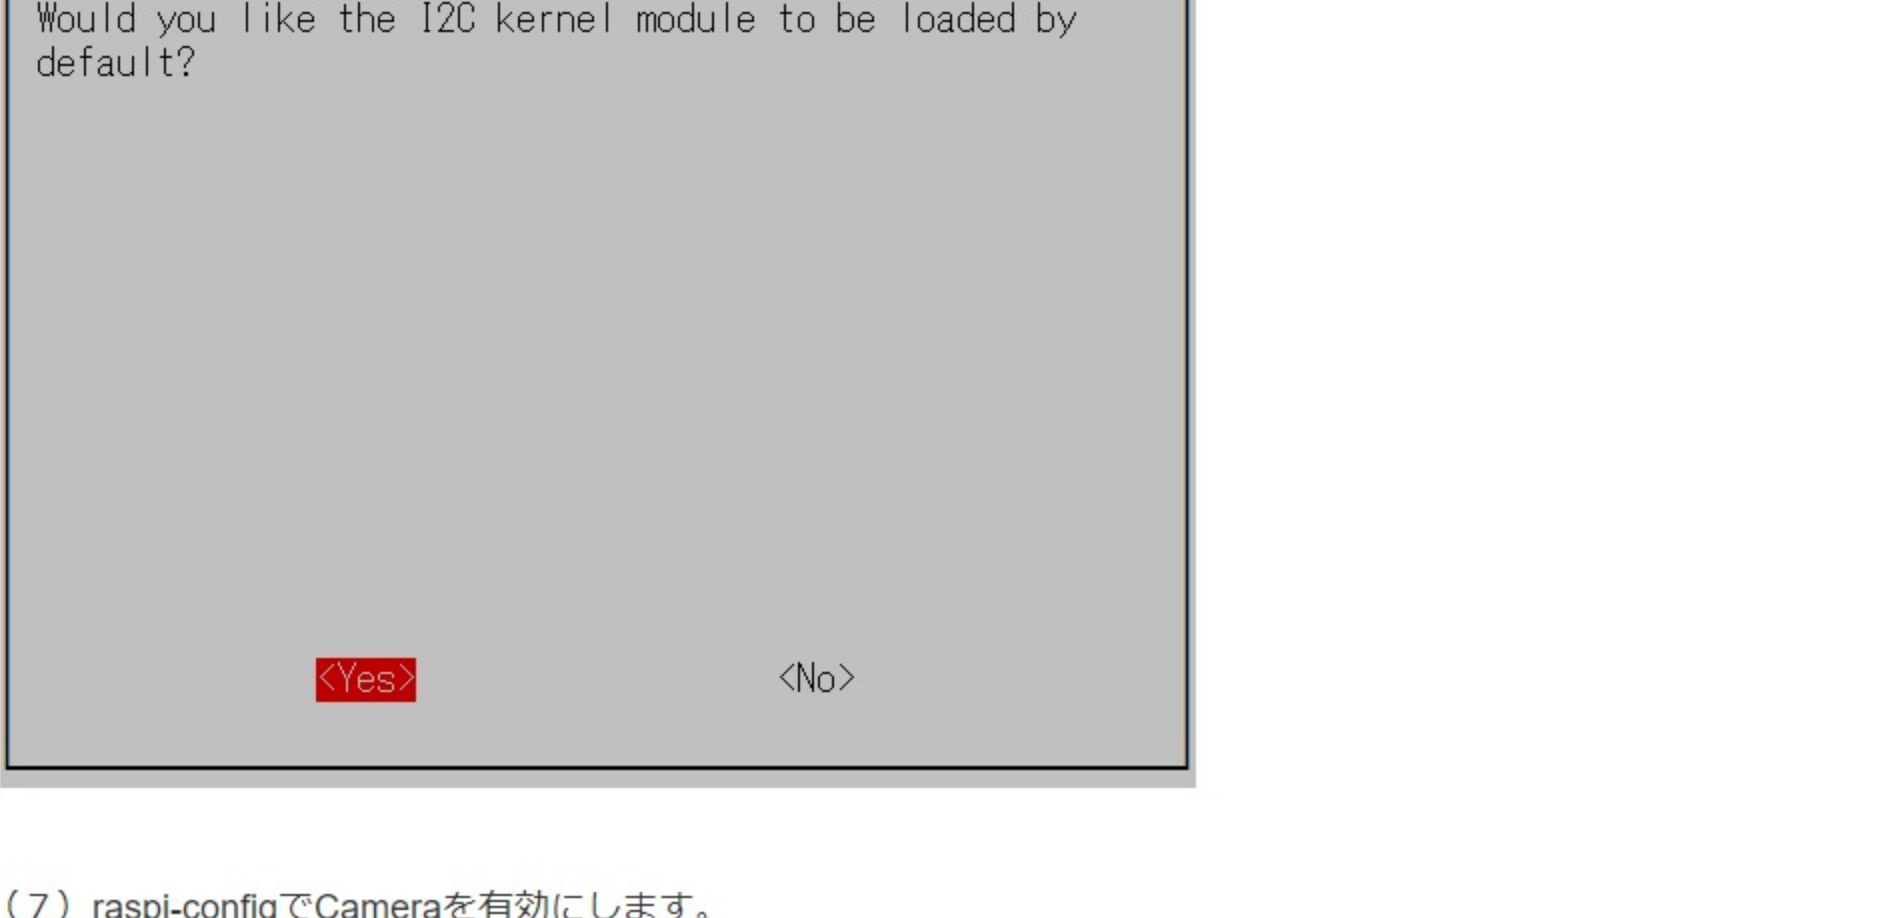 Would you like the I2C kernel module to be loaded by
default?
<Yes> <No>
（７）raspi-configでCameraを有効にします。